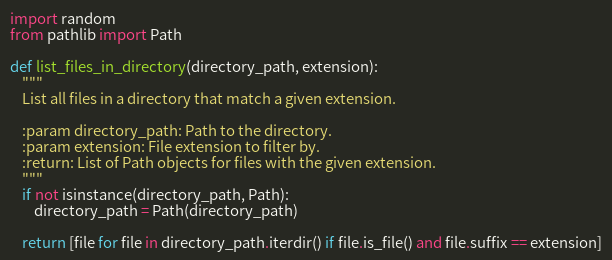 import random
from pathlib import Path

def list_files_in_directory(directory_path, extension):
    """
    List all files in a directory that match a given extension.

    :param directory_path: Path to the directory.
    :param extension: File extension to filter by.
    :return: List of Path objects for files with the given extension.
    """
    if not isinstance(directory_path, Path):
        directory_path = Path(directory_path)

    return [file for file in directory_path.iterdir() if file.is_file() and file.suffix == extension]